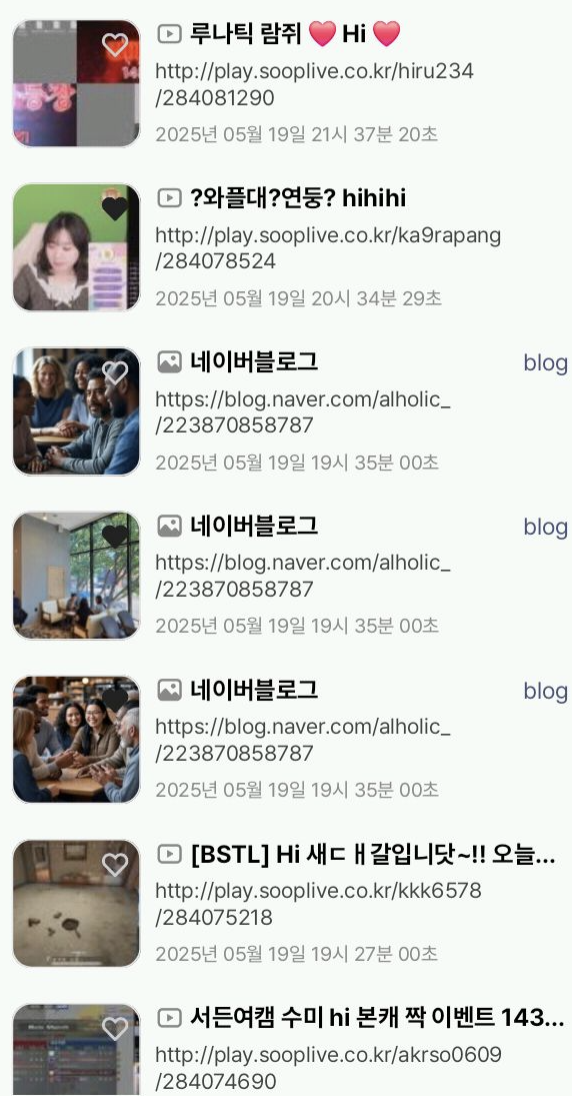 루나틱 람쥐 ❤️ Hi ❤️
http://play.sooplive.co.kr/hiru234
/284081290
2025년 05월 19일 21시 37분 20초
?와플대?연둥? hihihi
http://play.sooplive.co.kr/ka9rapang
/284078524
2025년 05월 19일 20시 34분 29초
네이버블로그 blog
https://blog.naver.com/alholic_
/223870858787
2025년 05월 19일 19시 35분 00초
네이버블로그 blog
https://blog.naver.com/alholic_
/223870858787
2025년 05월 19일 19시 35분 00초
네이버블로그 blog
https://blog.naver.com/alholic_
/223870858787
2025년 05월 19일 19시 35분 00초
[BSTL] Hi 새ㄷㅐ갈입니닷~!! 오늘...
http://play.sooplive.co.kr/kkk6578
/284075218
2025년 05월 19일 19시 27분 00초
서든여캠 수미 hi 본캐 짝 이벤트 143...
http://play.sooplive.co.kr/akrso0609
/284074690